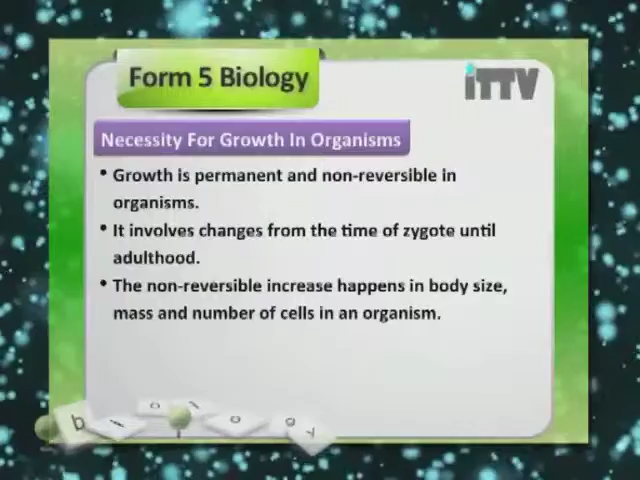 Form 5 Biology
iTTV
Necessity For Growth In Organisms
• Growth is permanent and non-reversible in
organisms.
• It involves changes from the time of zygote until
adulthood.
• The non-reversible increase happens in body size,
mass and number of cells in an organism.
b i o l o g y